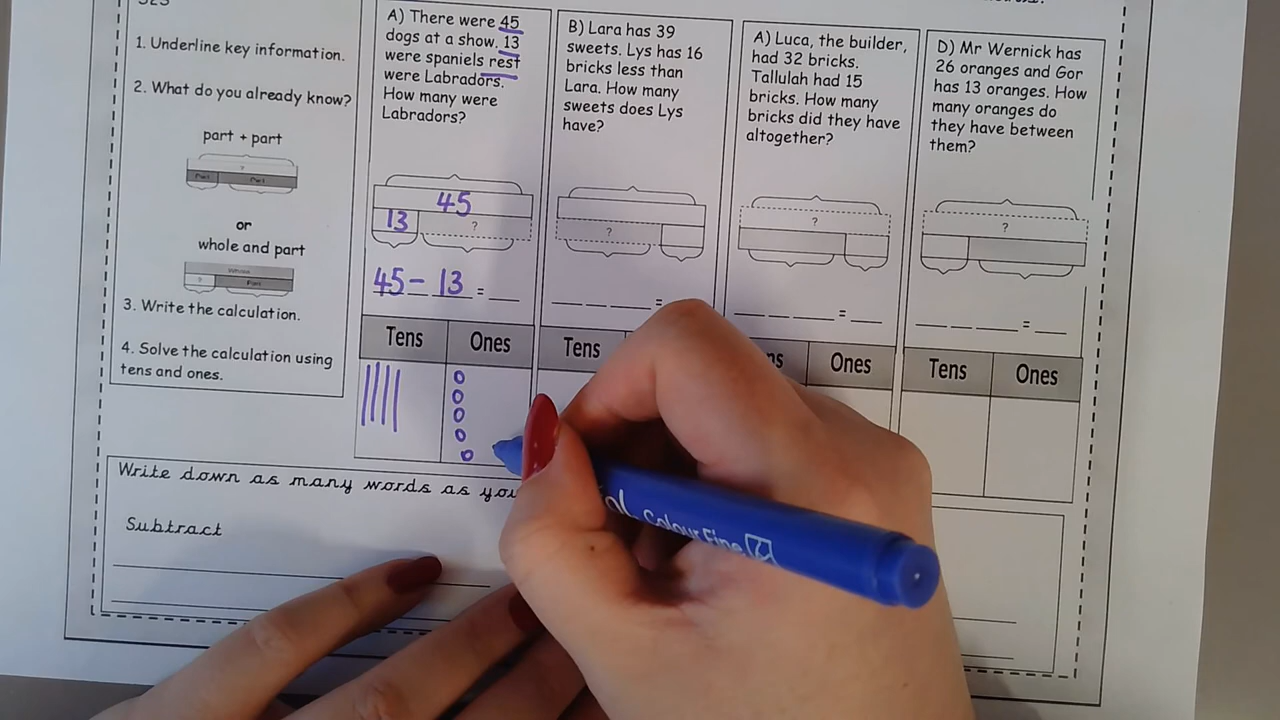 1. Underline key information.
2. What do you already know?
part + part
?
Part Part
or
whole and part
Whole
? Part
3. Write the calculation.
4. Solve the calculation using
tens and ones.
A) There were 45
dogs at a show. 13
were spaniels rest
were Labradors.
How many were
Labradors?
45
13 ?
45 - 13 =
Tens Ones
B) Lara has 39
sweets. Lys has 16
bricks less than
Lara. How many
sweets does Lys
have?
?
=
Tens
A) Luca, the builder,
had 32 bricks.
Tallulah had 15
bricks. How many
bricks did they have
altogether?
?
=
Ones
D) Mr Wernick has
26 oranges and Gor
has 13 oranges. How
many oranges do
they have between
them?
?
=
Tens Ones
Write down as many words as you
Subtract
Colour Fine